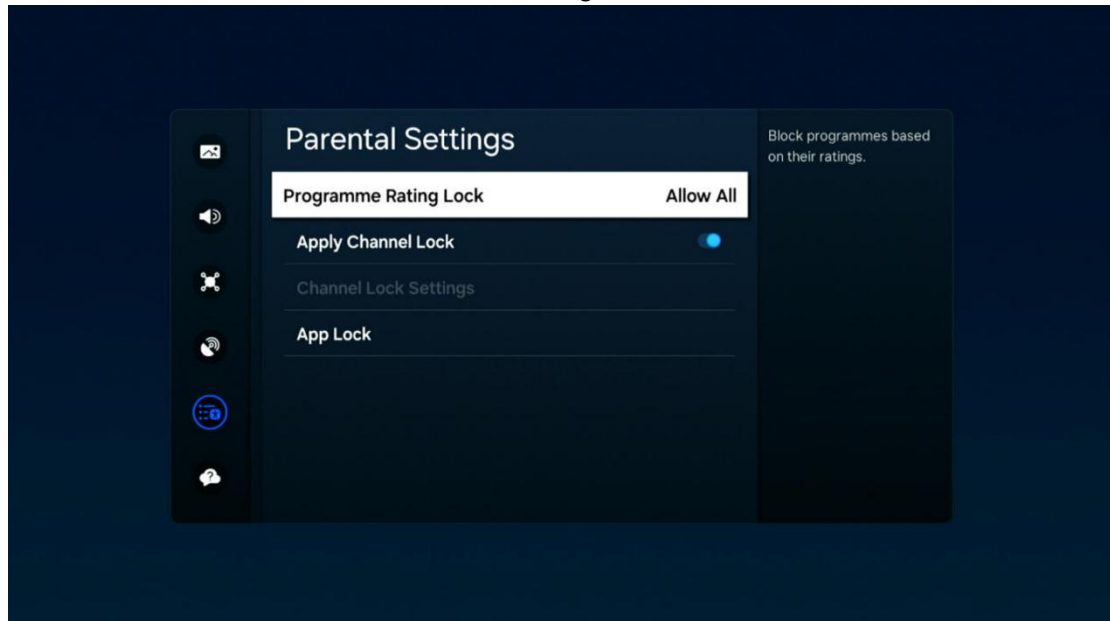 Parental Settings
Programme Rating Lock Allow All
Apply Channel Lock
Channel Lock Settings
App Lock
Block programmes based
on their ratings.